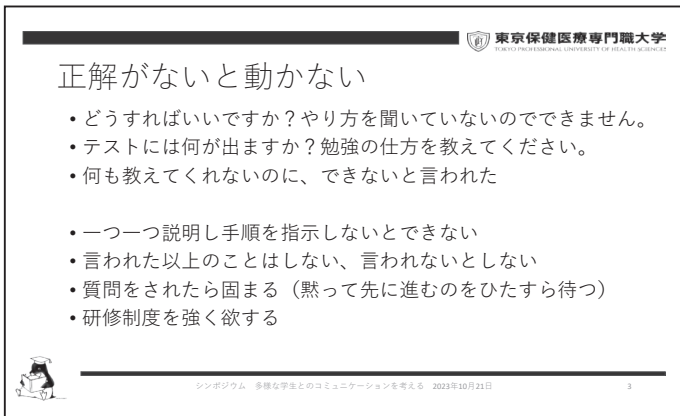 東京保健医療専門職大学
TOKYO PROFESSIONAL UNIVERSITY OF HEALTH SCIENCES
正解がないと動かない
• どうすればいいですか？やり方を聞いていないのでできません。
• テストには何が出ますか？勉強の仕方を教えてください。
• 何も教えてくれないのに、できないと言われた
• 一つ一つ説明し手順を指示しないとできない
• 言われた以上のことはしない、言われないとしない
• 質問をされたら固まる（黙って先に進むのをひたすら待つ）
• 研修制度を強く欲する
シンポジウム 多様な学生とのコミュニケーションを考える 2023年10月21日 3